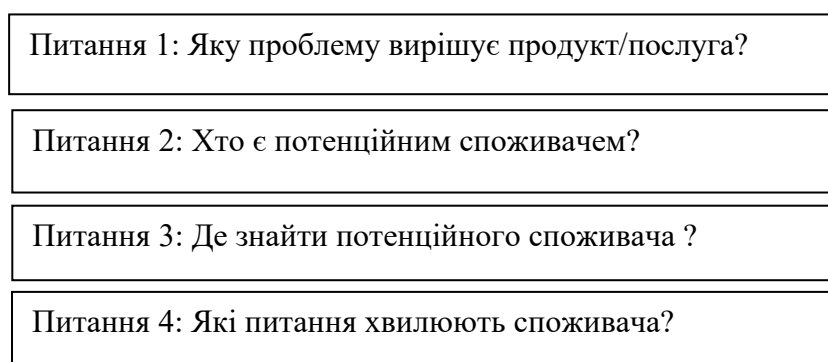 Питання 1: Яку проблему вирішує продукт/послуга?
Питання 2: Хто є потенційним споживачем?
Питання 3: Де знайти потенційного споживача ?
Питання 4: Які питання хвилюють споживача?